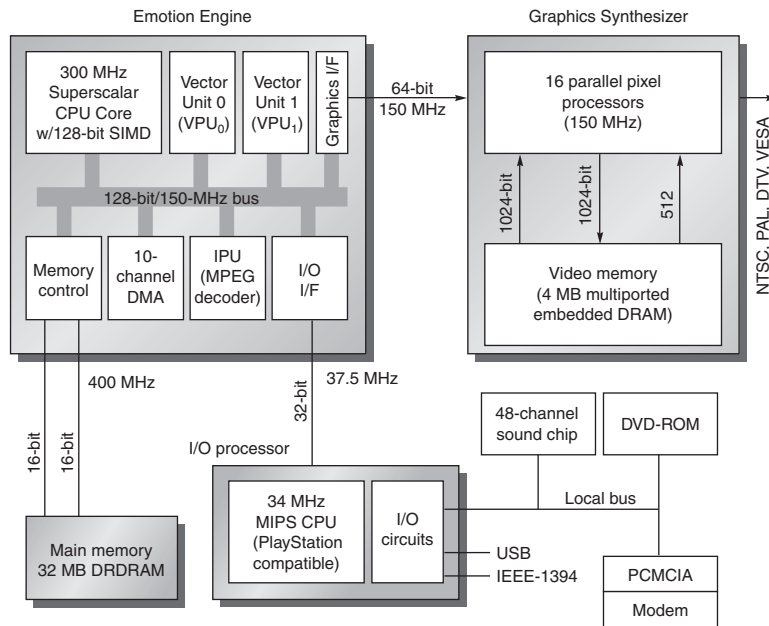 Emotion Engine
Graphics Synthesizer
300 MHz
Superscalar
CPU Core
w/128-bit SIMD
Vector
Unit 0
(VPU₀)
Vector
Unit 1
(VPU₁)
Graphics I/F
64-bit
150 MHz
16 parallel pixel
processors
(150 MHz)
128-bit/150-MHz bus
1024-bit
1024-bit
512
NTSC, PAL, DTV, VESA
Memory
control
10-
channel
DMA
IPU
(MPEG
decoder)
I/O
I/F
Video memory
(4 MB multiported
embedded DRAM)
400 MHz
37.5 MHz
16-bit
16-bit
32-bit
I/O processor
48-channel
sound chip
DVD-ROM
Main memory
32 MB DRDRAM
34 MHz
MIPS CPU
(PlayStation
compatible)
I/O
circuits
Local bus
USB
IEEE-1394
PCMCIA
Modem